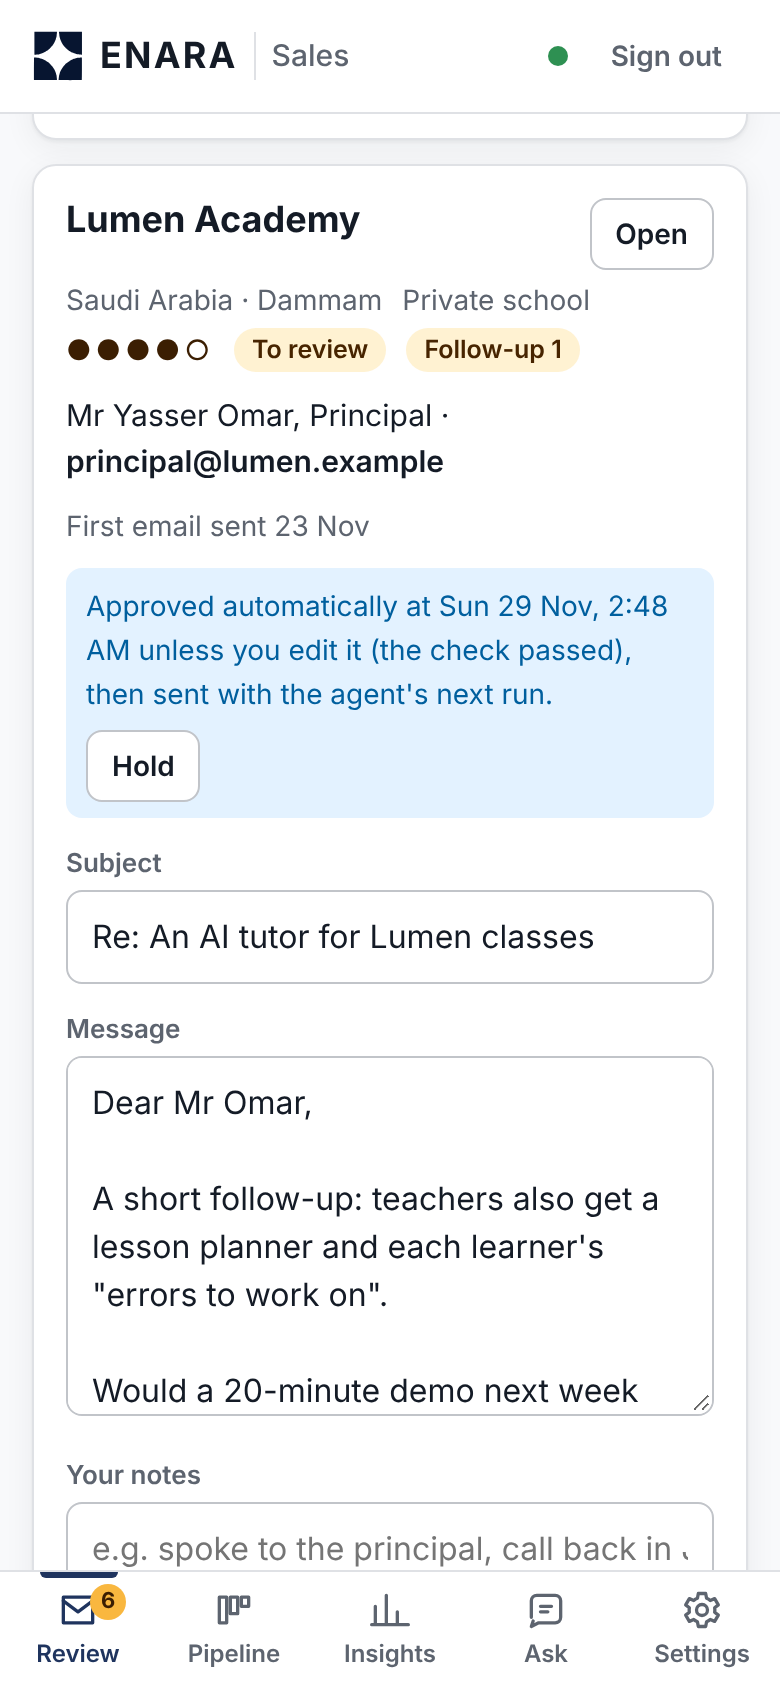 ENARA
Sales
Sign out
Lumen Academy
Open
Saudi Arabia · Dammam Private school
To review
Follow-up 1
Mr Yasser Omar, Principal ·
principal@lumen.example
First email sent 23 Nov
Approved automatically at Sun 29 Nov, 2:48
AM unless you edit it (the check passed),
then sent with the agent's next run.
Hold
Subject
Re: An AI tutor for Lumen classes
Message
Dear Mr Omar,
A short follow-up: teachers also get a
lesson planner and each learner's
"errors to work on".
Would a 20-minute demo next week
Your notes
e.g. spoke to the principal, call back in
6
Review
Pipeline
Insights
Ask
Settings